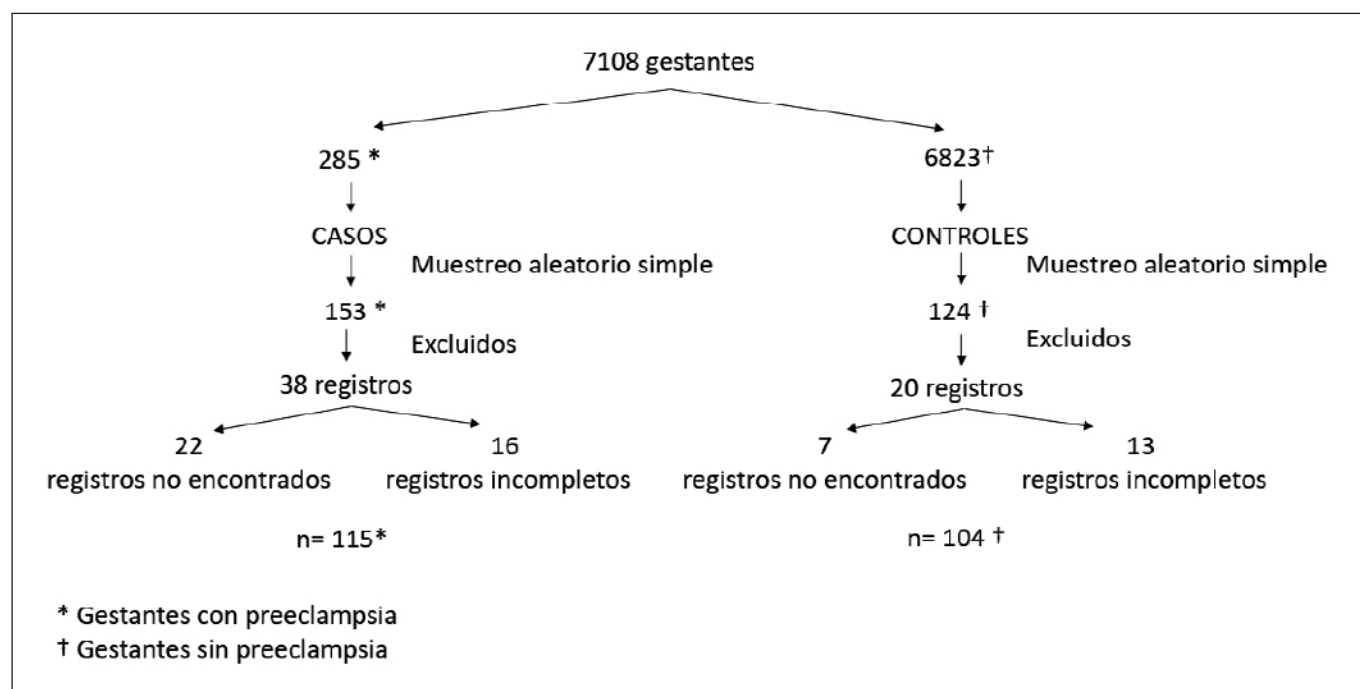 7108 gestantes
285 *
6823†
CASOS
CONTROLES
Muestreo aleatorio simple
Muestreo aleatorio simple
153 *
124 †
Excluidos
Excluidos
38 registros
20 registros
22
16
7
13
registros no encontrados
registros incompletos
registros no encontrados
registros incompletos
n= 115*
n= 104 †
* Gestantes con preeclampsia
† Gestantes sin preeclampsia